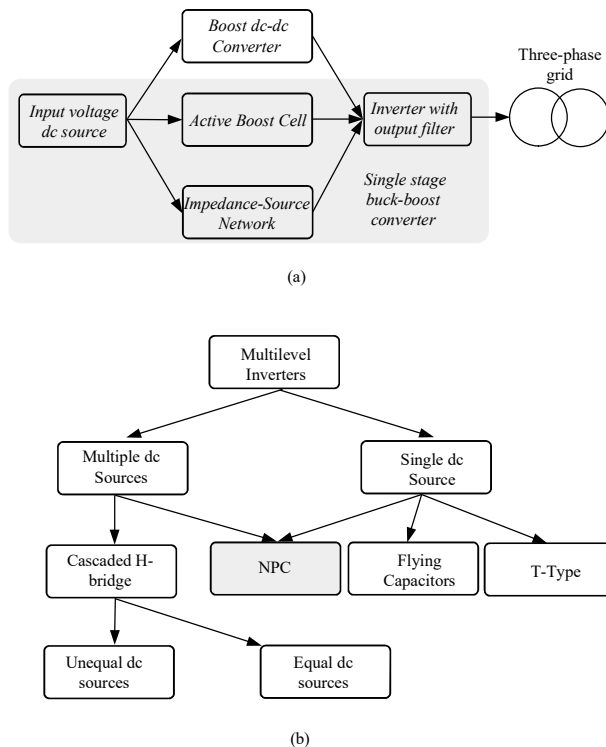 Boost dc-dc
Converter
Three-phase
grid
Input voltage
dc source
Active Boost Cell
Inverter with
output filter
Impedance-Source
Network
Single stage
buck-boost
converter
(a)
Multilevel
Inverters
Multiple dc
Sources
Single dc
Source
Cascaded H-
bridge
NPC
Flying
Capacitors
T-Type
Unequal dc
sources
Equal dc
sources
(b)